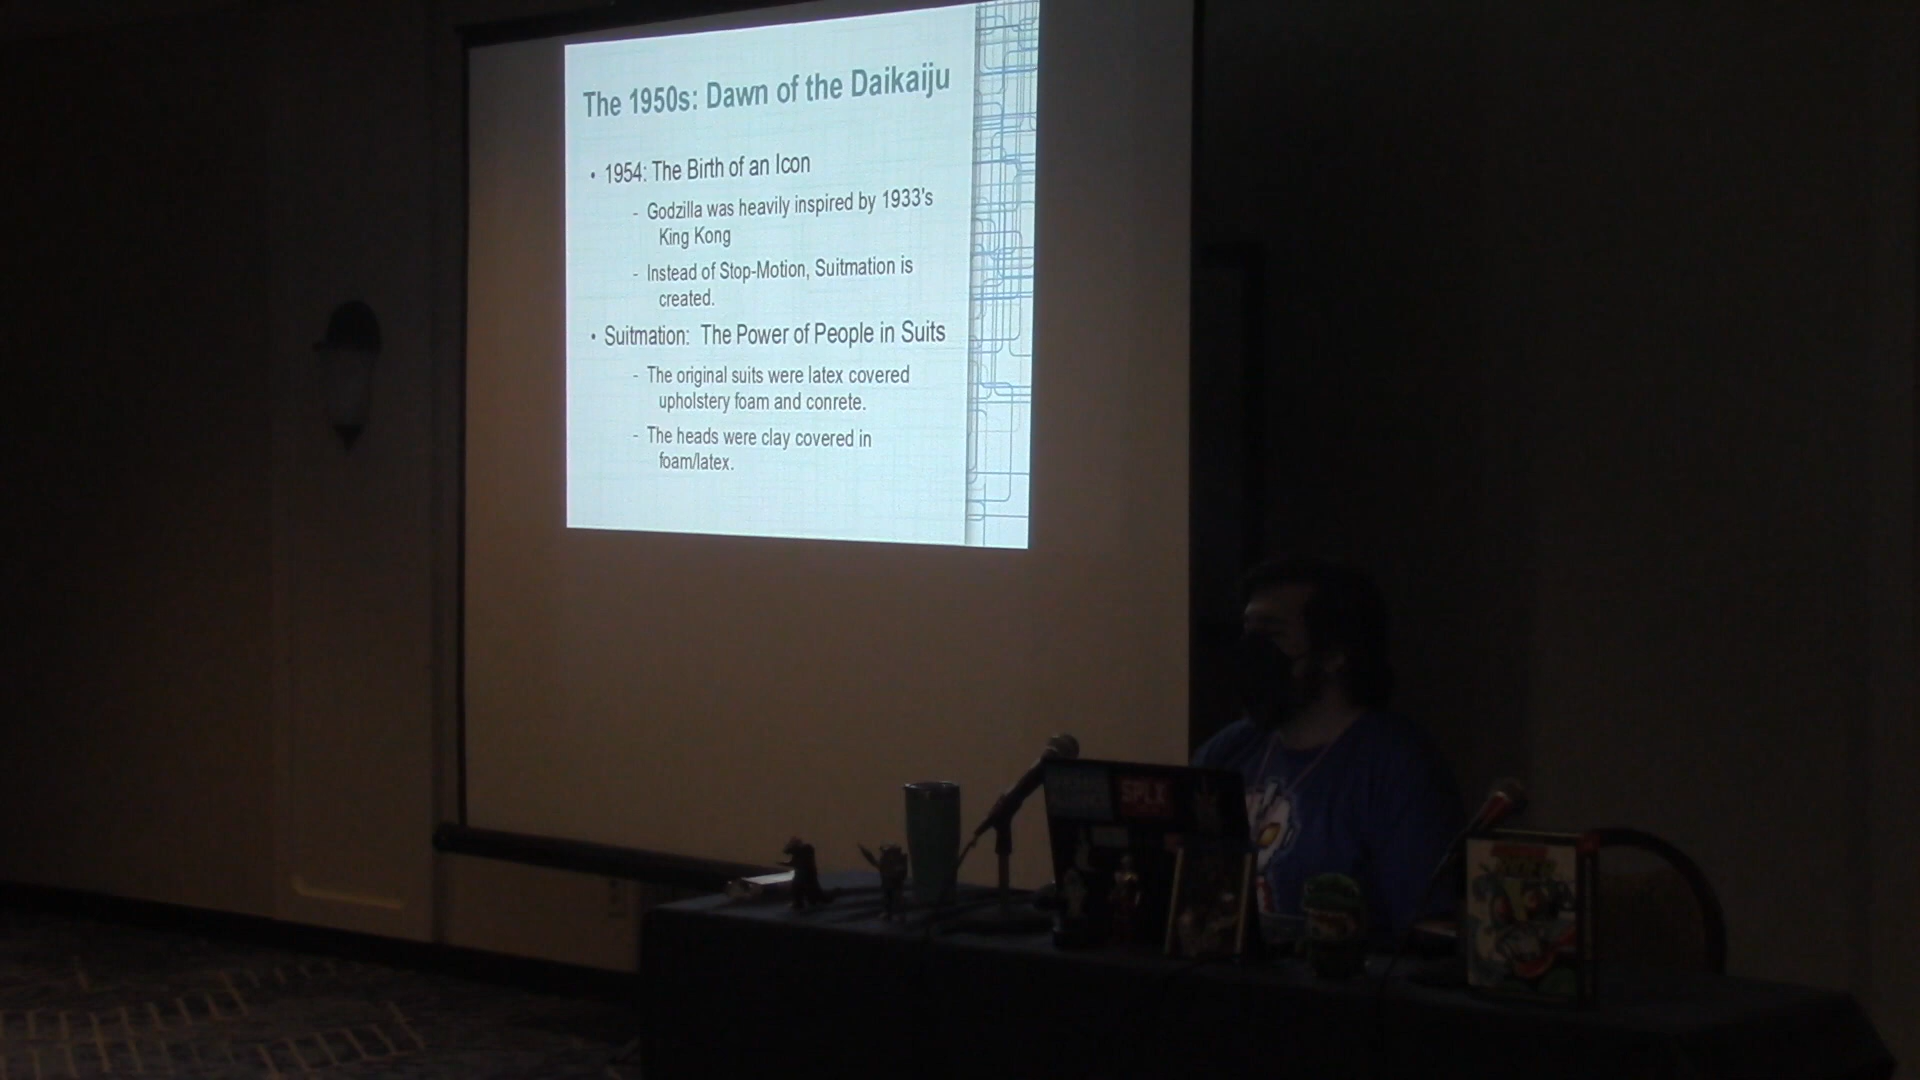 The 1950s: Dawn of the Daikaiju
• 1954: The Birth of an Icon
- Godzilla was heavily inspired by 1933's
King Kong
- Instead of Stop-Motion, Suitmation is
created.
• Suitmation: The Power of People in Suits
- The original suits were latex covered
upholstery foam and conrete.
- The heads were clay covered in
foam/latex.